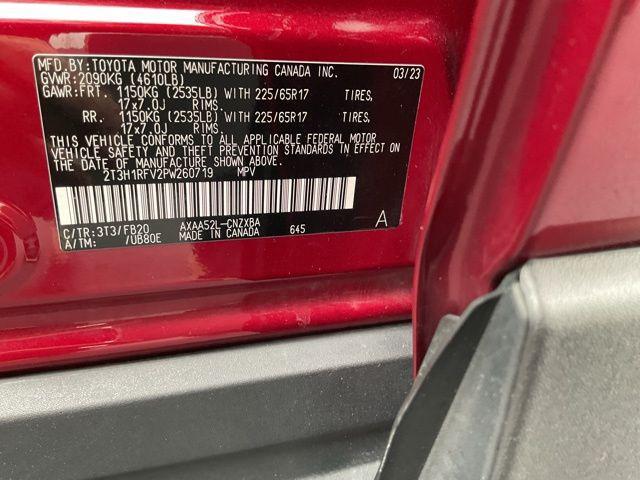 MFD.BY:TOYOTA MOTOR MANUFACTURING CANADA INC. 03/23
GVWR:2090KG (4610LB)
GAWR:FRT. 1150KG (2535LB) WITH 225/65R17 TIRES,
17x7.0J RIMS.
RR. 1150KG (2535LB) WITH 225/65R17 TIRES,
17x7.0J RIMS.
THIS VEHICLE CONFORMS TO ALL APPLICABLE FEDERAL MOTOR
VEHICLE SAFETY AND THEFT PREVENTION STANDARDS IN EFFECT ON
THE DATE OF MANUFACTURE SHOWN ABOVE.
2T3H1RFV2PW260719 MPV
C/TR:3T3/FB20 AXAA52L-CNZXBA A
A/TM: /UB80E MADE IN CANADA 645